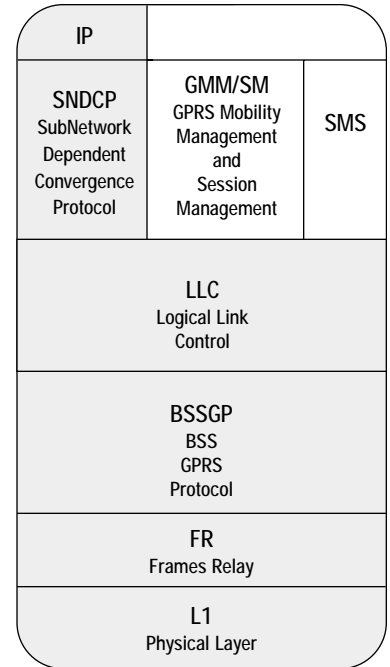 IP
SNDCP
SubNetwork
Dependent
Convergence
Protocol
GMM/SM
GPRS Mobility
Management
and
Session
Management
SMS
LLC
Logical Link
Control
BSSGP
BSS
GPRS
Protocol
FR
Frames Relay
L1
Physical Layer